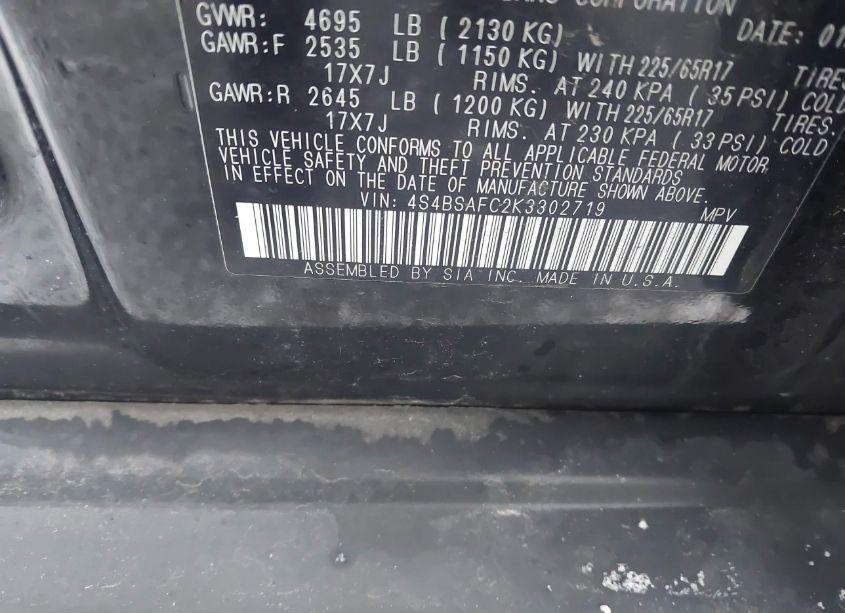 CORPORATION
GVWR: 4695 LB ( 2130 KG) DATE: 01
GAWR:F 2535 LB ( 1150 KG) WITH 225/65R17 TIRES
17X7J RIMS. AT 240 KPA ( 35 PSI) COLD
GAWR:R 2645 LB ( 1200 KG) WITH 225/65R17 TIRES.
17X7J RIMS. AT 230 KPA ( 33 PSI) COLD
THIS VEHICLE CONFORMS TO ALL APPLICABLE FEDERAL MOTOR
VEHICLE SAFETY AND THEFT PREVENTION STANDARDS
IN EFFECT ON THE DATE OF MANUFACTURE SHOWN ABOVE.
VIN: 4S4BSAFC2K3302719 MPV
ASSEMBLED BY SIA INC. MADE IN U.S.A.